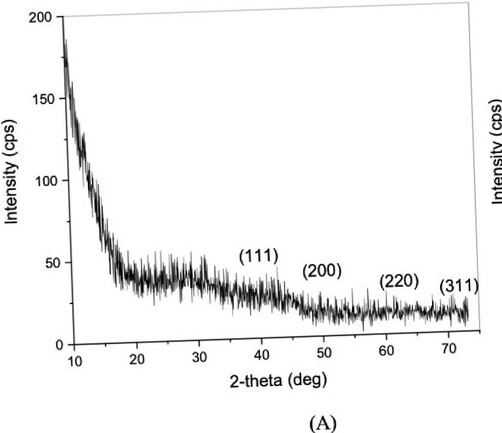 200
150
100
50
0
Intensity (cps)
(111)
(200)
(220)
(311)
10 20 30 40 50 60 70
2-theta (deg)
(A)
Intensity (cps)